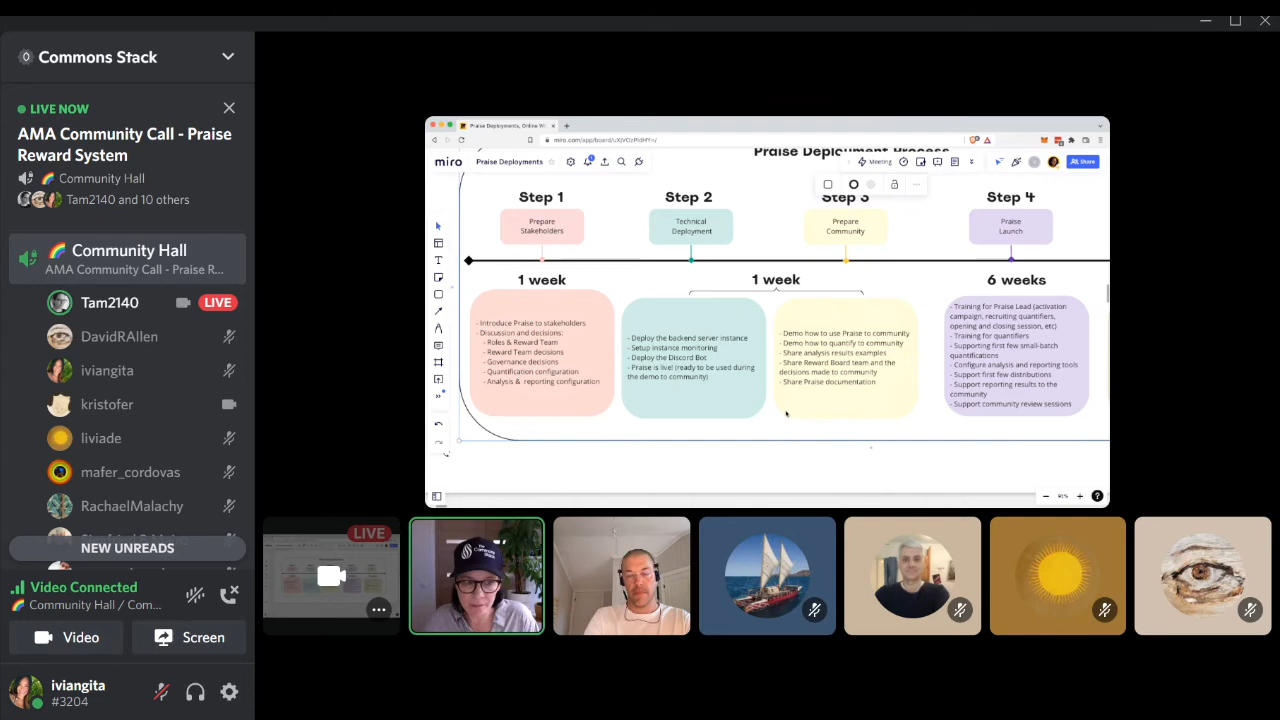 Commons Stack
LIVE NOW
AMA Community Call - Praise
Reward System
Community Hall
Tam2140 and 10 others
Community Hall
AMA Community Call - Praise R...
Tam2140
LIVE
DavidRAllen
iviangita
kristofer
liviade
mafer_cordovas
RachaelMalachy
NEW UNREADS
Video Connected
Community Hall / Com...
Video
Screen
iviangita
#3204
Praise Deployments, Online Wh
miro
Praise Deployments
Meeting
Share
Praise Deployment Process
Step 1
Step 2
Step 3
Step 4
Prepare
Stakeholders
Technical
Deployment
Prepare
Community
Praise
Launch
1 week
1 week
6 weeks
- Introduce Praise to stakeholders
- Discussion and decisions:
- Roles & Reward Team
- Reward Team decisions
- Governance decisions
- Quantification configuration
- Analysis & reporting configuration
- Deploy the backend server instance
- Setup instance monitoring
- Deploy the Discord Bot
- Praise is live! (ready to be used during
the demo to community)
- Demo how to use Praise to community
- Demo how to quantify to community
- Share analysis results examples
- Share Reward Board team and the
decisions made to community
- Share Praise documentation
- Training for Praise Lead (activation
campaign, recruiting quantifiers,
opening and closing session, etc)
- Training for quantifiers
- Supporting first few small-batch
quantifications
- Configure analysis and reporting tools
- Support first few distributions
- Support reporting results to the
community
- Support community review sessions
91%
LIVE